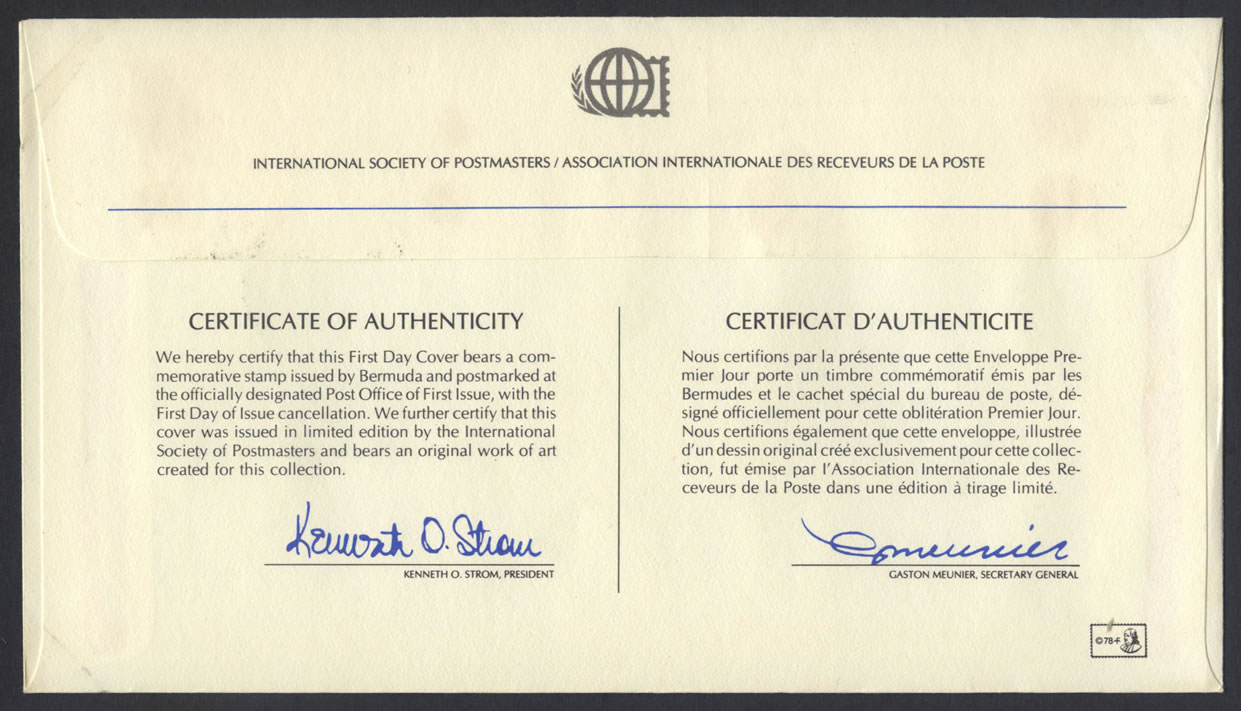 INTERNATIONAL SOCIETY OF POSTMASTERS / ASSOCIATION INTERNATIONALE DES RECEVEURS DE LA POSTE
CERTIFICATE OF AUTHENTICITY
We hereby certify that this First Day Cover bears a com-
memorative stamp issued by Bermuda and postmarked at
the officially designated Post Office of First Issue, with the
First Day of Issue cancellation. We further certify that this
cover was issued in limited edition by the International
Society of Postmasters and bears an original work of art
created for this collection.
Kenneth O. Strom
KENNETH O. STROM, PRESIDENT
CERTIFICAT D'AUTHENTICITE
Nous certifions par la présente que cette Enveloppe Pre-
mier Jour porte un timbre commémoratif émis par les
Bermudes et le cachet spécial du bureau de poste, dé-
signé officiellement pour cette oblitération Premier Jour.
Nous certifions également que cette enveloppe, illustrée
d'un dessin original créé exclusivement pour cette collec-
tion, fut émise par l'Association Internationale des Re-
ceveurs de la Poste dans une édition à tirage limité.
GMeunier
GASTON MEUNIER, SECRETARY GENERAL
©78-F